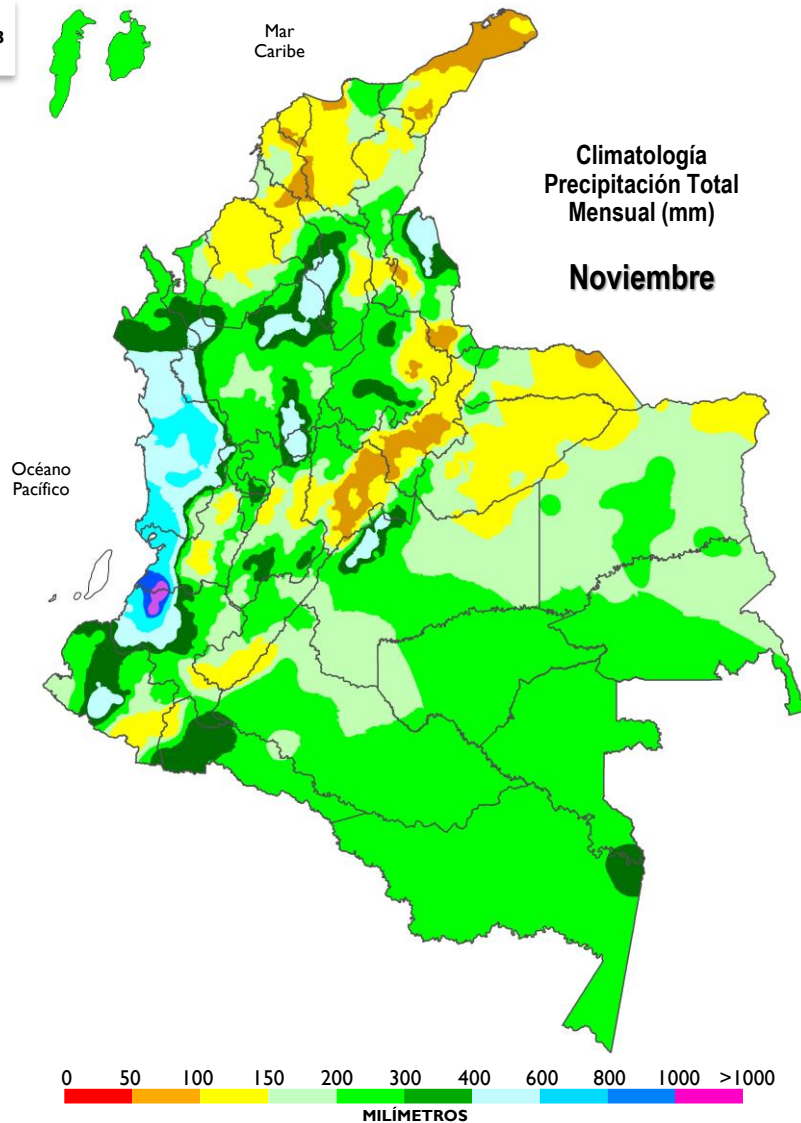 3
Mar
Caribe
Climatología
Precipitación Total
Mensual (mm)
Noviembre
Océano
Pacífico
0 50 100 150 200 300 400 600 800 1000 >1000
MILÍMETROS